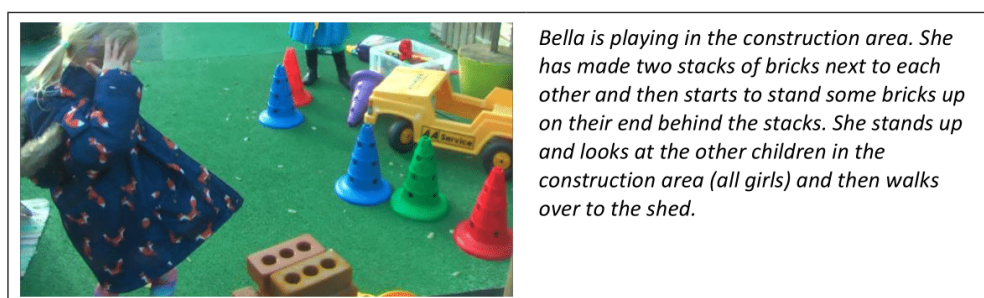 Bella is playing in the construction area. She
has made two stacks of bricks next to each
other and then starts to stand some bricks up
on their end behind the stacks. She stands up
and looks at the other children in the
construction area (all girls) and then walks
over to the shed.
AA Service